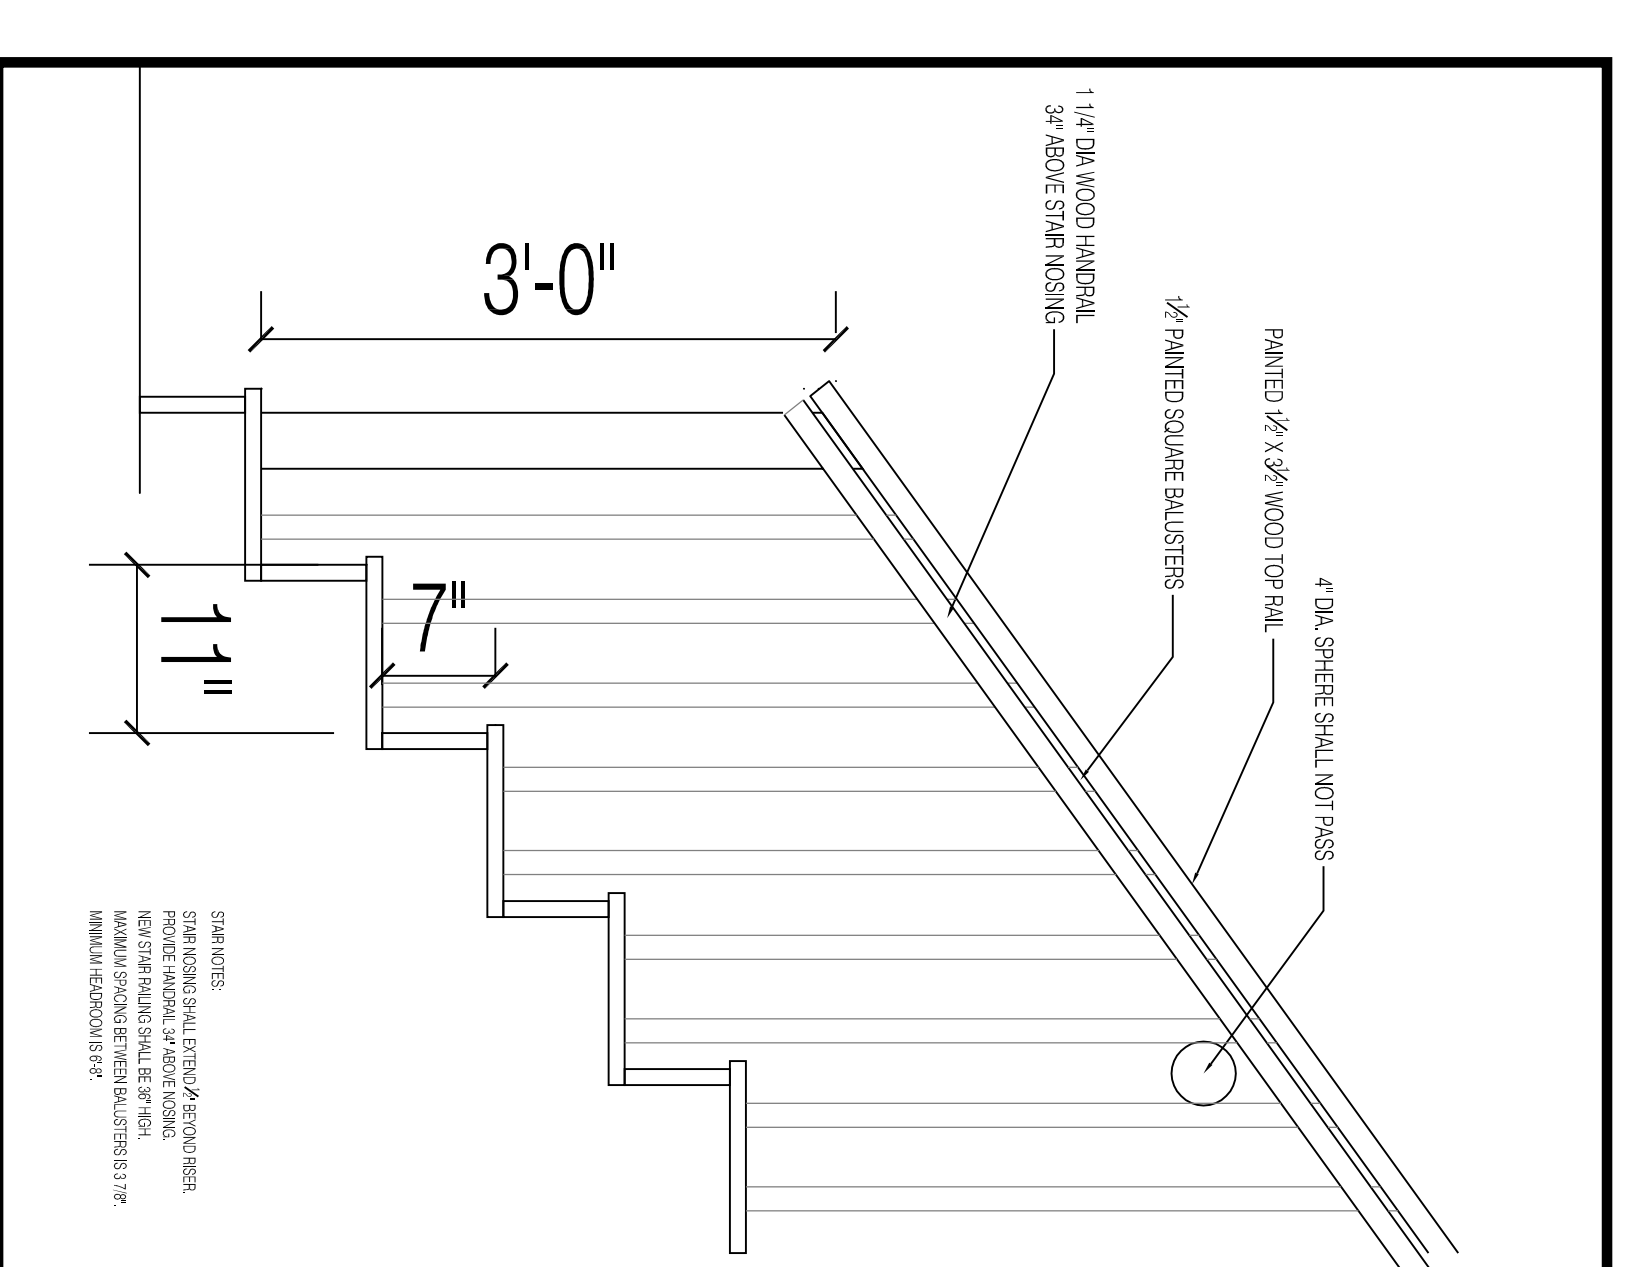 1 1/4" DIA WOOD HANDRAIL
34" ABOVE STAIR NOSING
1½" PAINTED SQUARE BALUSTERS
PAINTED 1½" X 3½" WOOD TOP RAIL
4" DIA. SPHERE SHALL NOT PASS
3'-0"
7"
11"
STAIR NOTES:
STAIR NOSING SHALL EXTEND ½" BEYOND RISER.
PROVIDE HANDRAIL 34" ABOVE NOSING.
NEW STAIR RAILING SHALL BE 36" HIGH.
MAXIMUM SPACING BETWEEN BALUSTERS IS 3 7/8".
MINIMUM HEADROOM IS 6'-8".